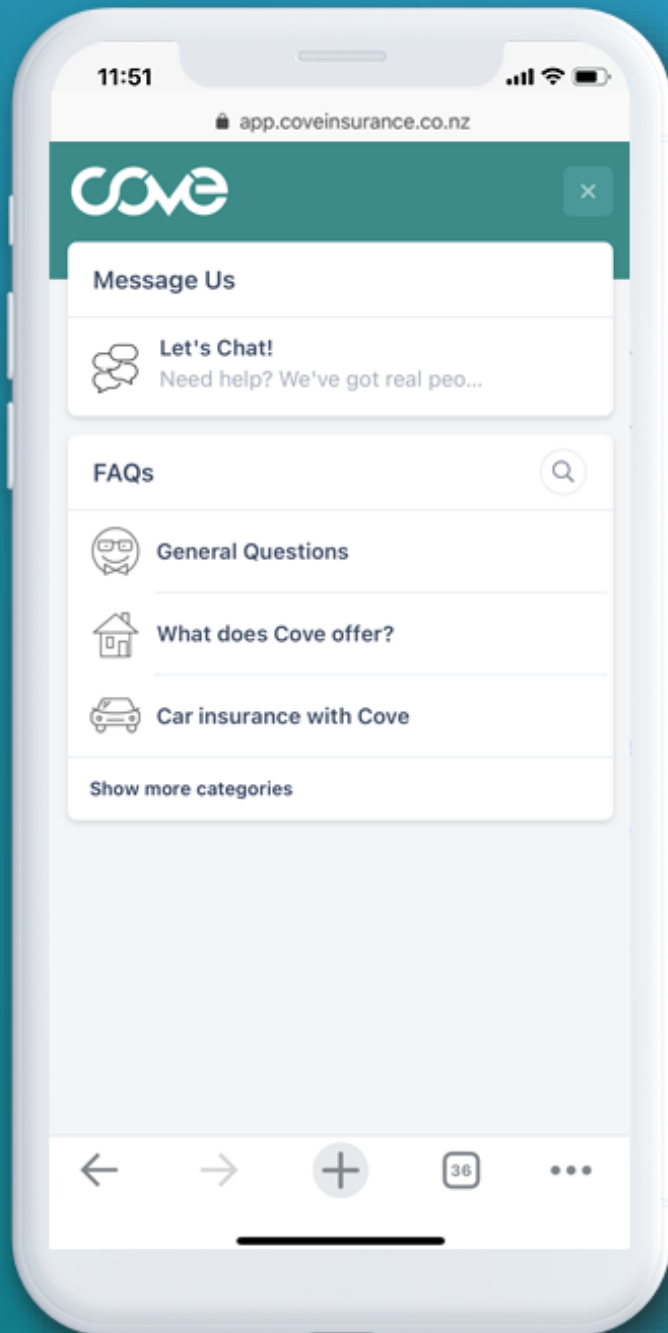 11:51
app.coveinsurance.co.nz
cove
Message Us
Let's Chat!
Need help? We've got real peo...
FAQs
General Questions
What does Cove offer?
Car insurance with Cove
Show more categories
36